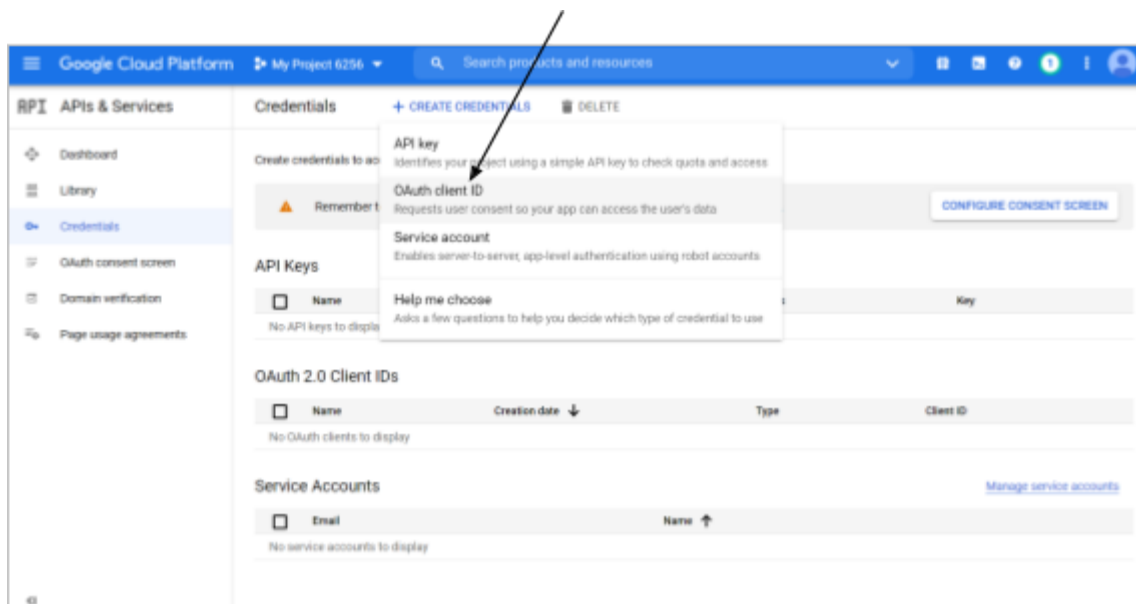 Google Cloud Platform My Project 6256 Search products and resources 1
API APIs & Services Credentials + CREATE CREDENTIALS DELETE
Dashboard
Library
Credentials
OAuth consent screen
Domain verification
Page usage agreements
Create credentials to ac
API key
Identifies your project using a simple API key to check quota and access
OAuth client ID
Requests user consent so your app can access the user's data
Service account
Enables server-to-server, app-level authentication using robot accounts
Help me choose
Asks a few questions to help you decide which type of credential to use
Remember t
CONFIGURE CONSENT SCREEN
API Keys
Name Key
No API keys to displa
OAuth 2.0 Client IDs
Name Creation date Type Client ID
No OAuth clients to display
Service Accounts Manage service accounts
Email Name
No service accounts to display